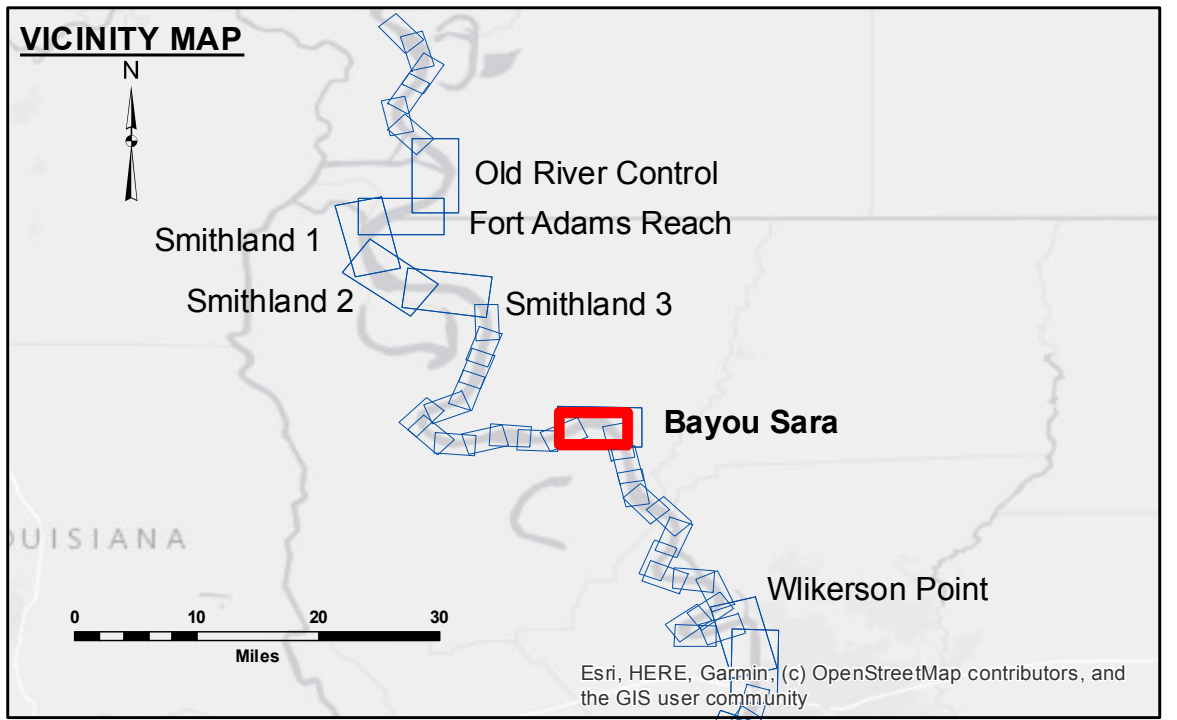 VICINITY MAP
N
Old River Control
Fort Adams Reach
Smithland 1
Smithland 2
Smithland 3
Bayou Sara
OUISIANA
Wlikerson Point
0 10 20 30
Miles
Esri, HERE, Garmin, (c) OpenStreetMap contributors, and
the GIS user community